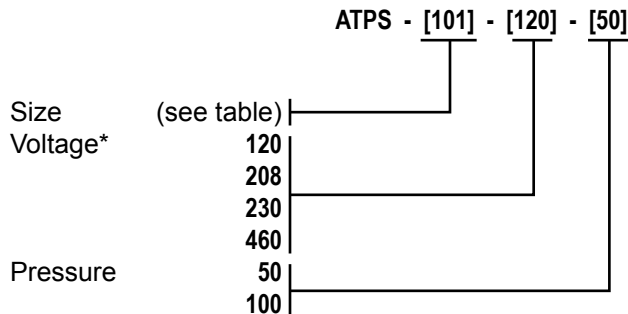 ATPS - [101] - [120] - [50]
Size (see table)
Voltage* 120
208
230
460
Pressure 50
100